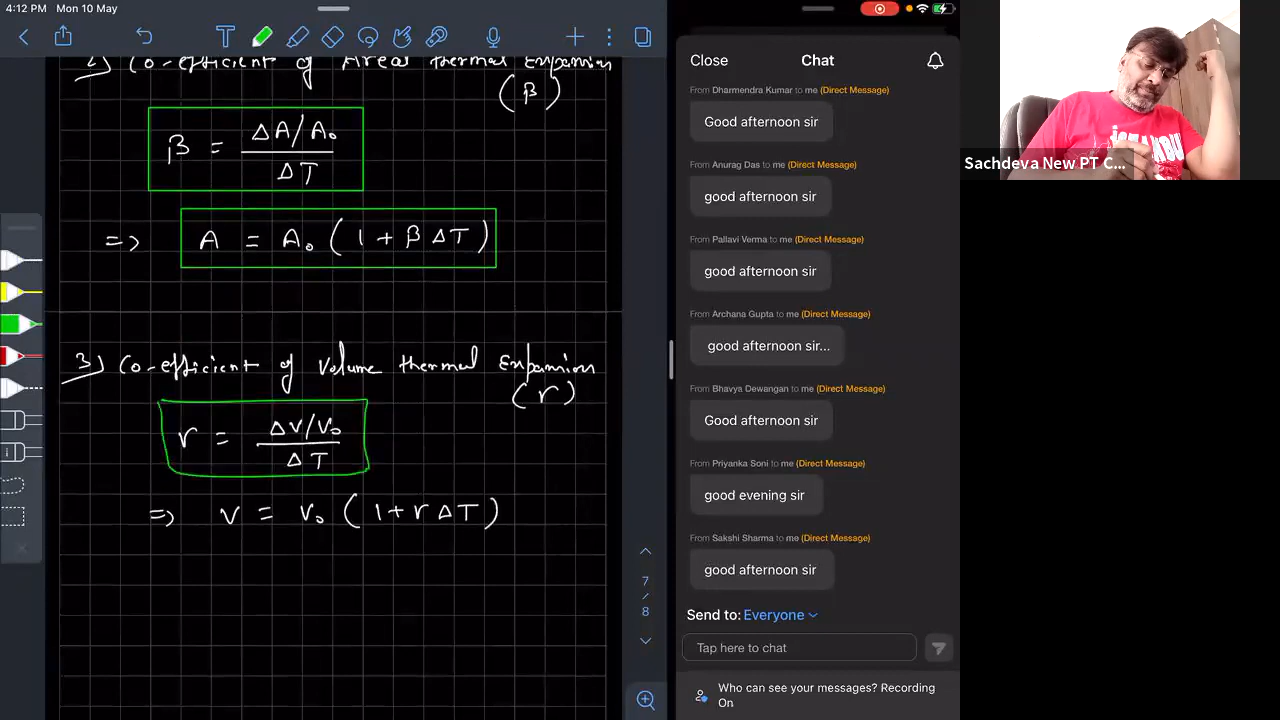 4:12 PM Mon 10 May
2) Co-efficient of Areal thermal Expansion
(β)
β = ΔA/A₀ / ΔT
=> A = A₀ (1 + β ΔT)
3) Co-efficient of Volume thermal Expansion
(γ)
γ = ΔV/V₀ / ΔT
=> V = V₀ (1 + γ ΔT)
7
/
8
Close
Chat
From Dharmendra Kumar to me (Direct Message)
Good afternoon sir
From Anurag Das to me (Direct Message)
good afternoon sir
From Pallavi Verma to me (Direct Message)
good afternoon sir
From Archana Gupta to me (Direct Message)
good afternoon sir...
From Bhavya Dewangan to me (Direct Message)
Good afternoon sir
From Priyanka Soni to me (Direct Message)
good evening sir
From Sakshi Sharma to me (Direct Message)
good afternoon sir
Send to: Everyone
Tap here to chat
Who can see your messages? Recording
On
Sachdeva New PT C...